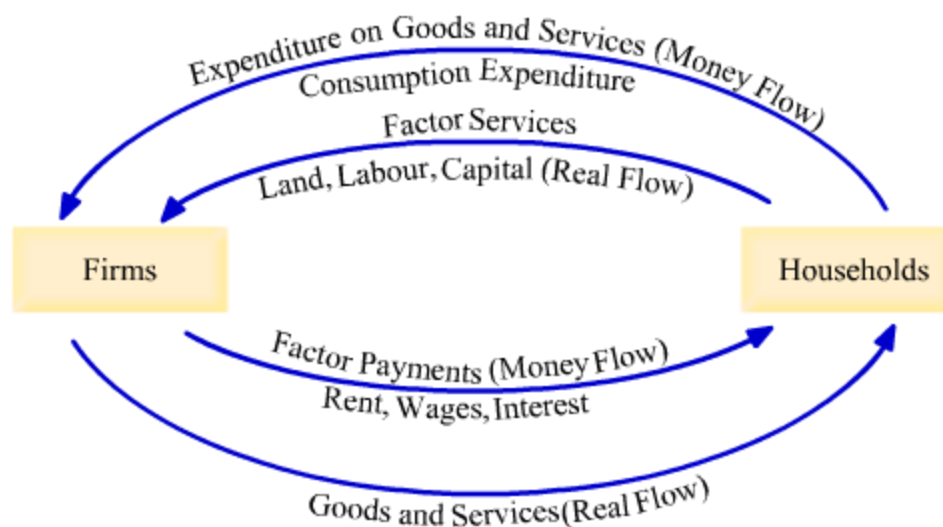 Expenditure on Goods and Services (Money Flow)
Consumption Expenditure
Factor Services
Land, Labour, Capital (Real Flow)
Firms
Households
Factor Payments (Money Flow)
Rent, Wages, Interest
Goods and Services(Real Flow)